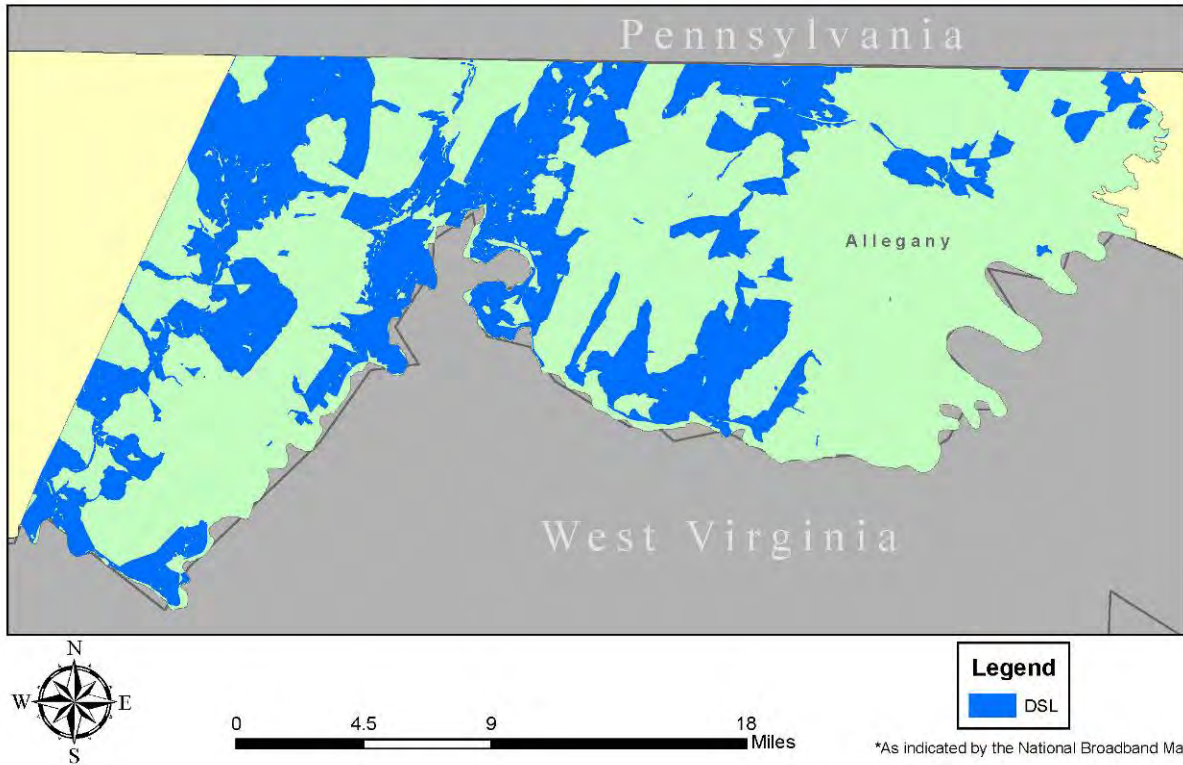 Pennsylvania
Allegany
West Virginia
N
W E
S
0 4.5 9 18
Miles
Legend
DSL
*As indicated by the National Broadband Ma